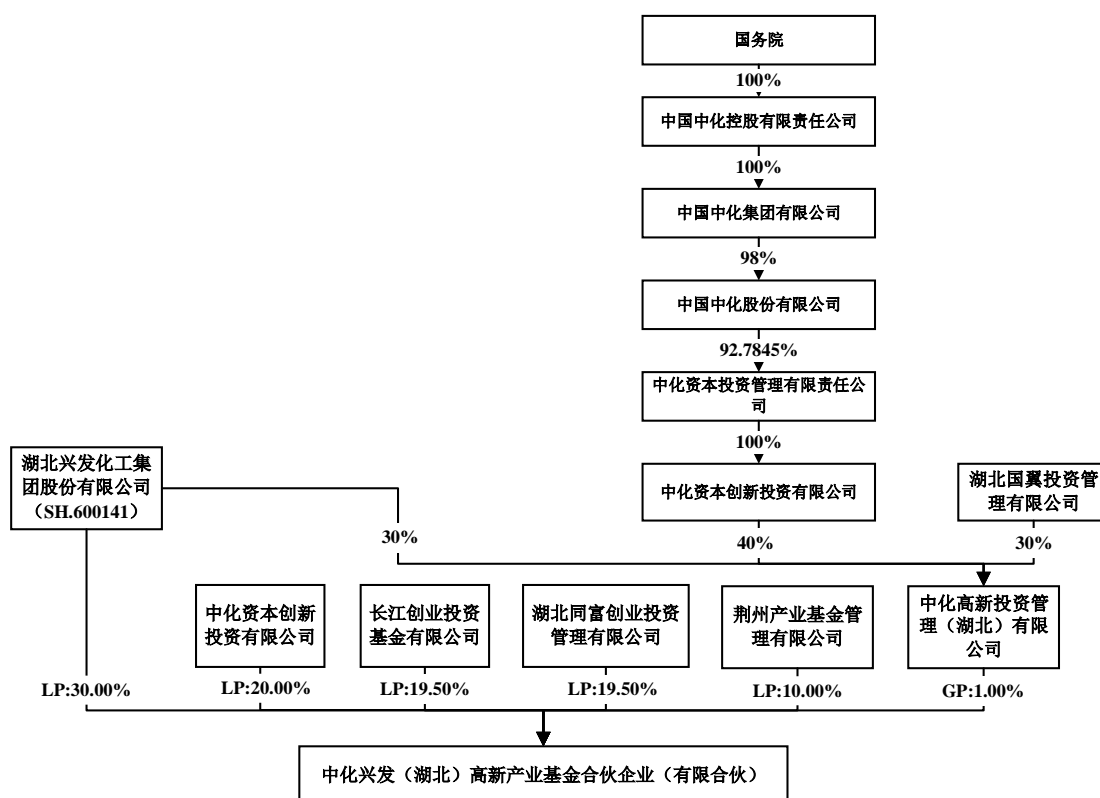 国务院
100%
中国中化控股有限责任公司
100%
中国中化集团有限公司
98%
中国中化股份有限公司
92.7845%
中化资本投资管理有限责任公
司
100%
湖北兴发化工集
团股份有限公司
（SH.600141）
中化资本创新投资有限公司
湖北国翼投资管
理有限公司
30%
40%
30%
中化资本创新
投资有限公司
长江创业投资
基金有限公司
湖北同富创业投资
管理有限公司
荆州产业基金管
理有限公司
中化高新投资管
理（湖北）有限
公司
LP:30.00%
LP:20.00%
LP:19.50%
LP:19.50%
LP:10.00%
GP:1.00%
中化兴发（湖北）高新产业基金合伙企业（有限合伙）